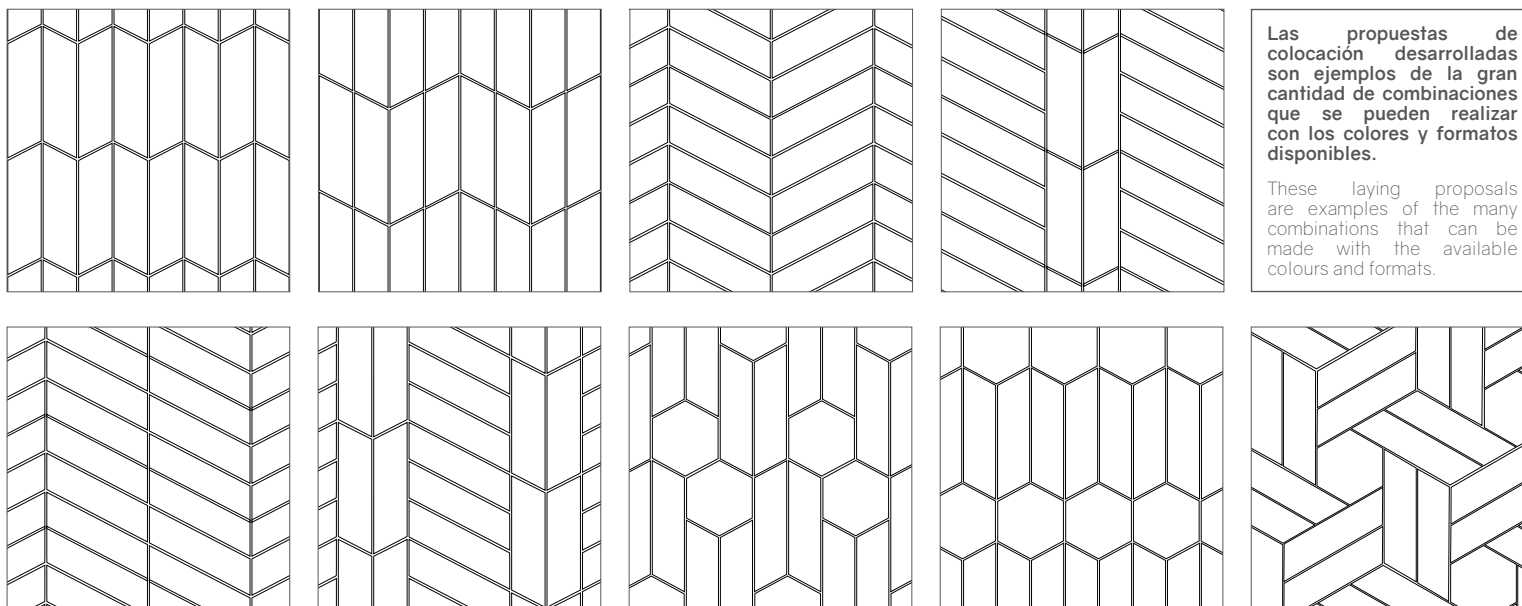 Las propuestas de
colocación desarrolladas
son ejemplos de la gran
cantidad de combinaciones
que se pueden realizar
con los colores y formatos
disponibles.
These laying proposals
are examples of the many
combinations that can be
made with the available
colours and formats.